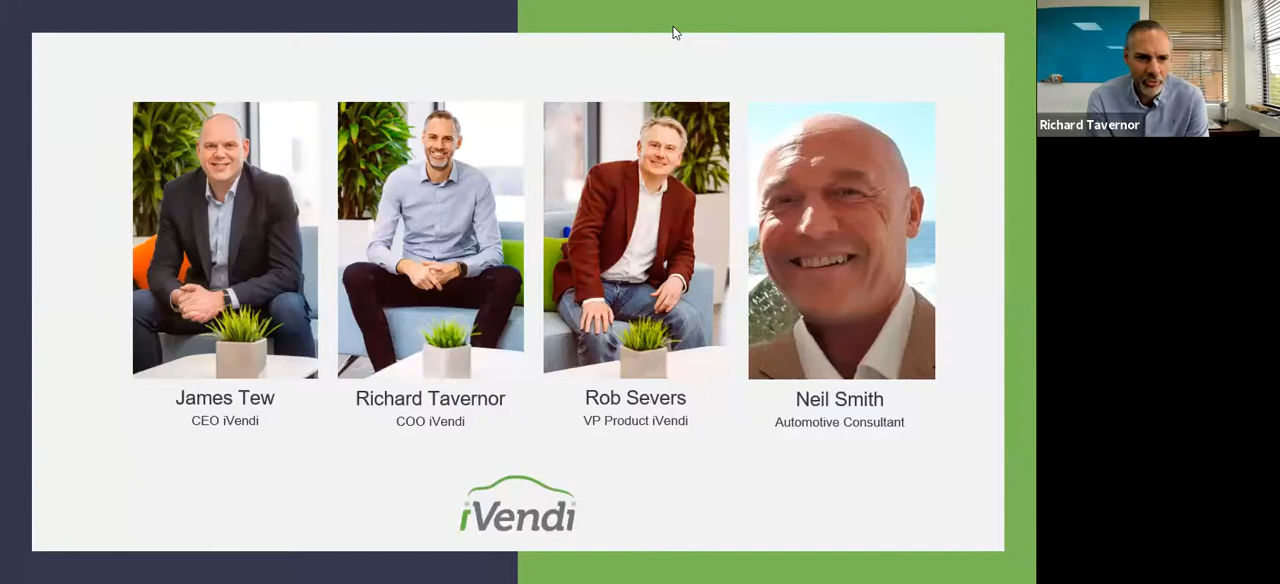 Richard Tavernor
James Tew
CEO iVendi
Richard Tavernor
COO iVendi
Rob Severs
VP Product iVendi
Neil Smith
Automotive Consultant
iVendi